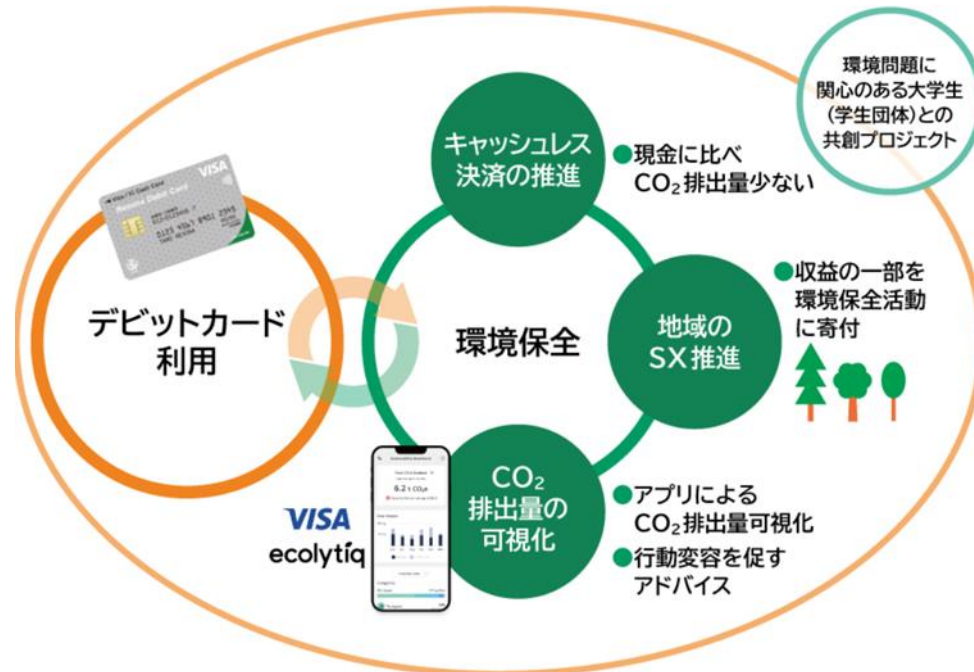 環境問題に
関心のある大学生
(学生団体)との
共創プロジェクト
キャッシュレス
決済の推進
●現金に比べ
CO₂排出量少ない
VISA
デビットカード
利用
環境保全
地域の
SX推進
●収益の一部を
環境保全活動
に寄付
VISA
ecolytiq
6.2
CO₂
排出量の
可視化
●アプリによる
CO₂排出量可視化
●行動変容を促す
アドバイス